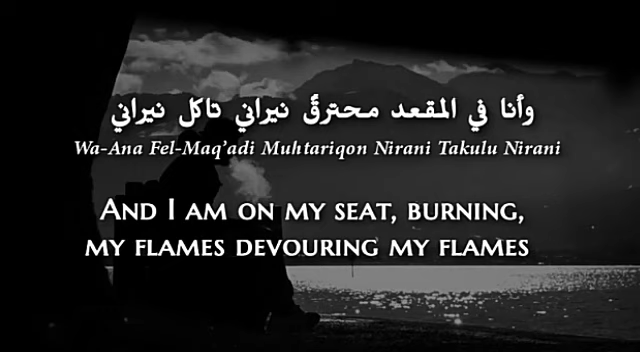 وأنا في المقعد محترقٌ نيراني تاكل نيراني
Wa-Ana Fel-Maq'adi Muhtariqon Nirani Takulu Nirani
AND I AM ON MY SEAT, BURNING,
MY FLAMES DEVOURING MY FLAMES